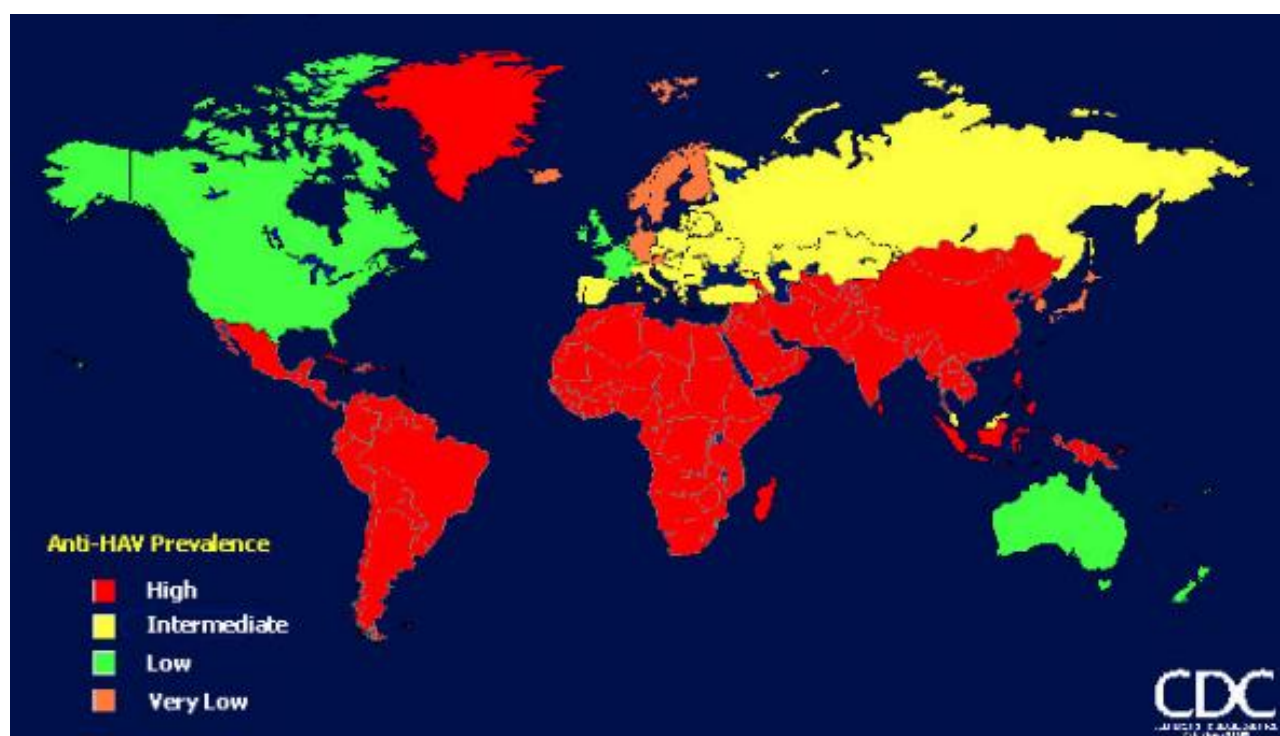 Anti-HAV Prevalence
High
Intermediate
Low
Very Low
CDC